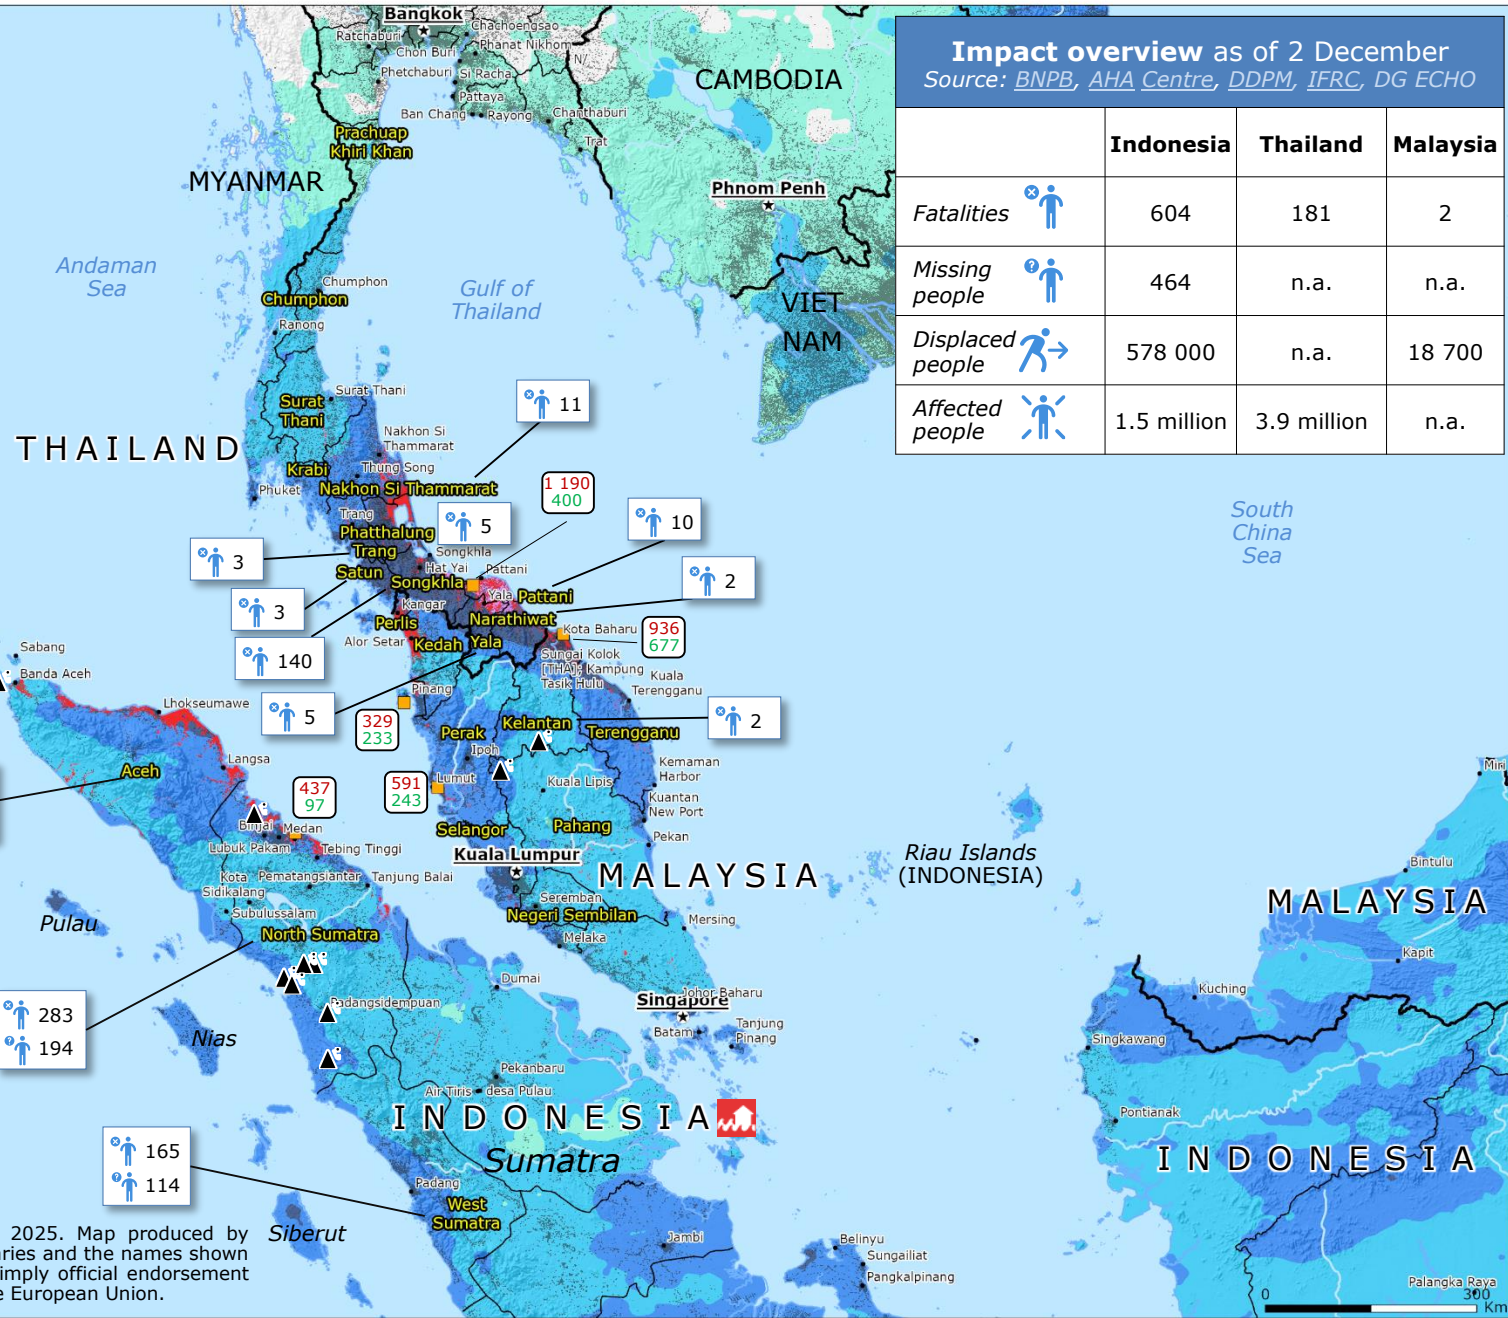 Impact overview as of 2 December
Source: BNPB, AHA Centre, DDPM, IFRC, DG ECHO
Indonesia Thailand Malaysia
Fatalities 604 181 2
Missing
people 464 n.a. n.a.
Displaced
people 578 000 n.a. 18 700
Affected
people 1.5 million 3.9 million n.a.
Bangkok
Ratchaburi
Chachoengsao
Chon Buri
Phanat Nikhom
Phetchaburi
Si Racha
Pattaya
Ban Chang
Rayong
Chanthaburi
Trat
CAMBODIA
Prachuap
Khiri Khan
MYANMAR
Phnom Penh
Andaman
Sea
Gulf of
Thailand
VIET
NAM
Chumphon
Chumphon
Ranong
Surat Thani
Surat
Thani
11
Nakhon Si
Thammarat
THAILAND
Krabi
Thung Song
Phuket
Nakhon Si Thammarat
1 190
400
Trang
5
10
Phatthalung
South
China
Sea
3
Trang
Songkhla
Hat Yai
Pattani
Satun
Songkhla
2
Yala
Pattani
3
Kangar
Perlis
Narathiwat
Kota Baharu
936
677
Alor Setar
Kedah
Yala
140
Sungai Kolok
[THA]; Kampung
Tasik Hulu
Kuala
Terengganu
Sabang
Banda Aceh
Pinang
5
Lhokseumawe
329
233
Perak
Kelantan
Terengganu
2
Ipoh
Langsa
Aceh
Kemaman
Harbor
Lumut
Kuala Lipis
437
97
591
243
Kuantan
New Port
Binjai
Medan
Selangor
Pahang
Pekan
Lubuk Pakam
Tebing Tinggi
Kuala Lumpur
Riau Islands
(INDONESIA)
Miri
Bintulu
MALAYSIA
Kota
Sidikalang
Pematangsiantar
Tanjung Balai
Seremban
MALAYSIA
Pulau
Subulussalam
Negeri Sembilan
Mersing
North Sumatra
Melaka
Kapit
Dumai
Kuching
Padangsidempuan
Johor Baharu
Singapore
283
194
Nias
Batam
Tanjung
Pinang
Singkawang
Pekanbaru
Air Tiris
desa Pulau
INDONESIA
Pontianak
165
114
Sumatra
INDONESIA
Padang
West
Sumatra
Siberut
Jambi
Belinyu
Sungailiat
Pangkalpinang
Palangka Raya
2025. Map produced by
aries and the names shown
imply official endorsement
e European Union.
0 300
Km